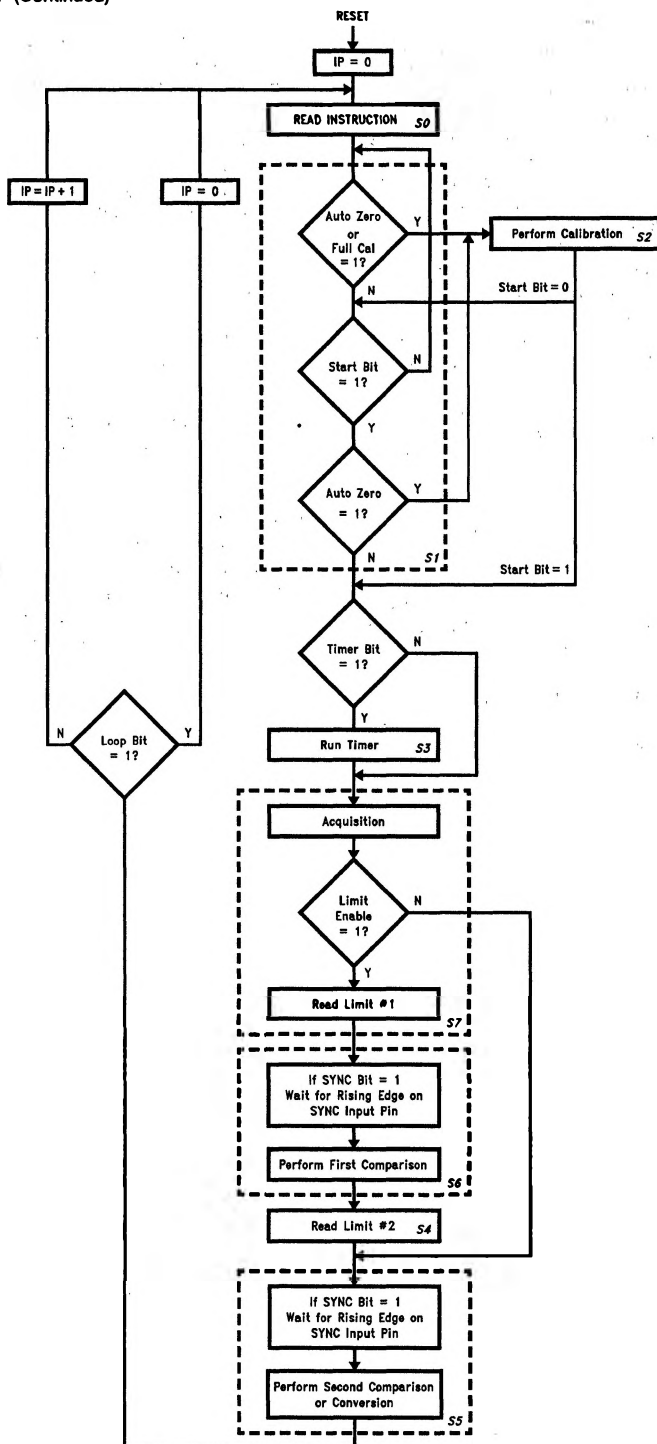 (Continued)
RESET
IP = 0
READ INSTRUCTION S0
IP = IP + 1
IP = 0
Auto Zero
or
Full Cal
= 1?
Y
Perform Calibration S2
N
Start Bit = 0
Start Bit
= 1?
N
Y
Auto Zero
= 1?
Y
N
S1
Start Bit = 1
Timer Bit
= 1?
N
Y
N
Loop Bit
= 1?
Y
Run Timer S3
Acquisition
Limit
Enable
= 1?
N
Y
Read Limit #1
S7
If SYNC Bit = 1
Wait for Rising Edge on
SYNC Input Pin
Perform First Comparison
S6
Read Limit #2 S4
If SYNC Bit = 1
Wait for Rising Edge on
SYNC Input Pin
Perform Second Comparison
or Conversion
S5